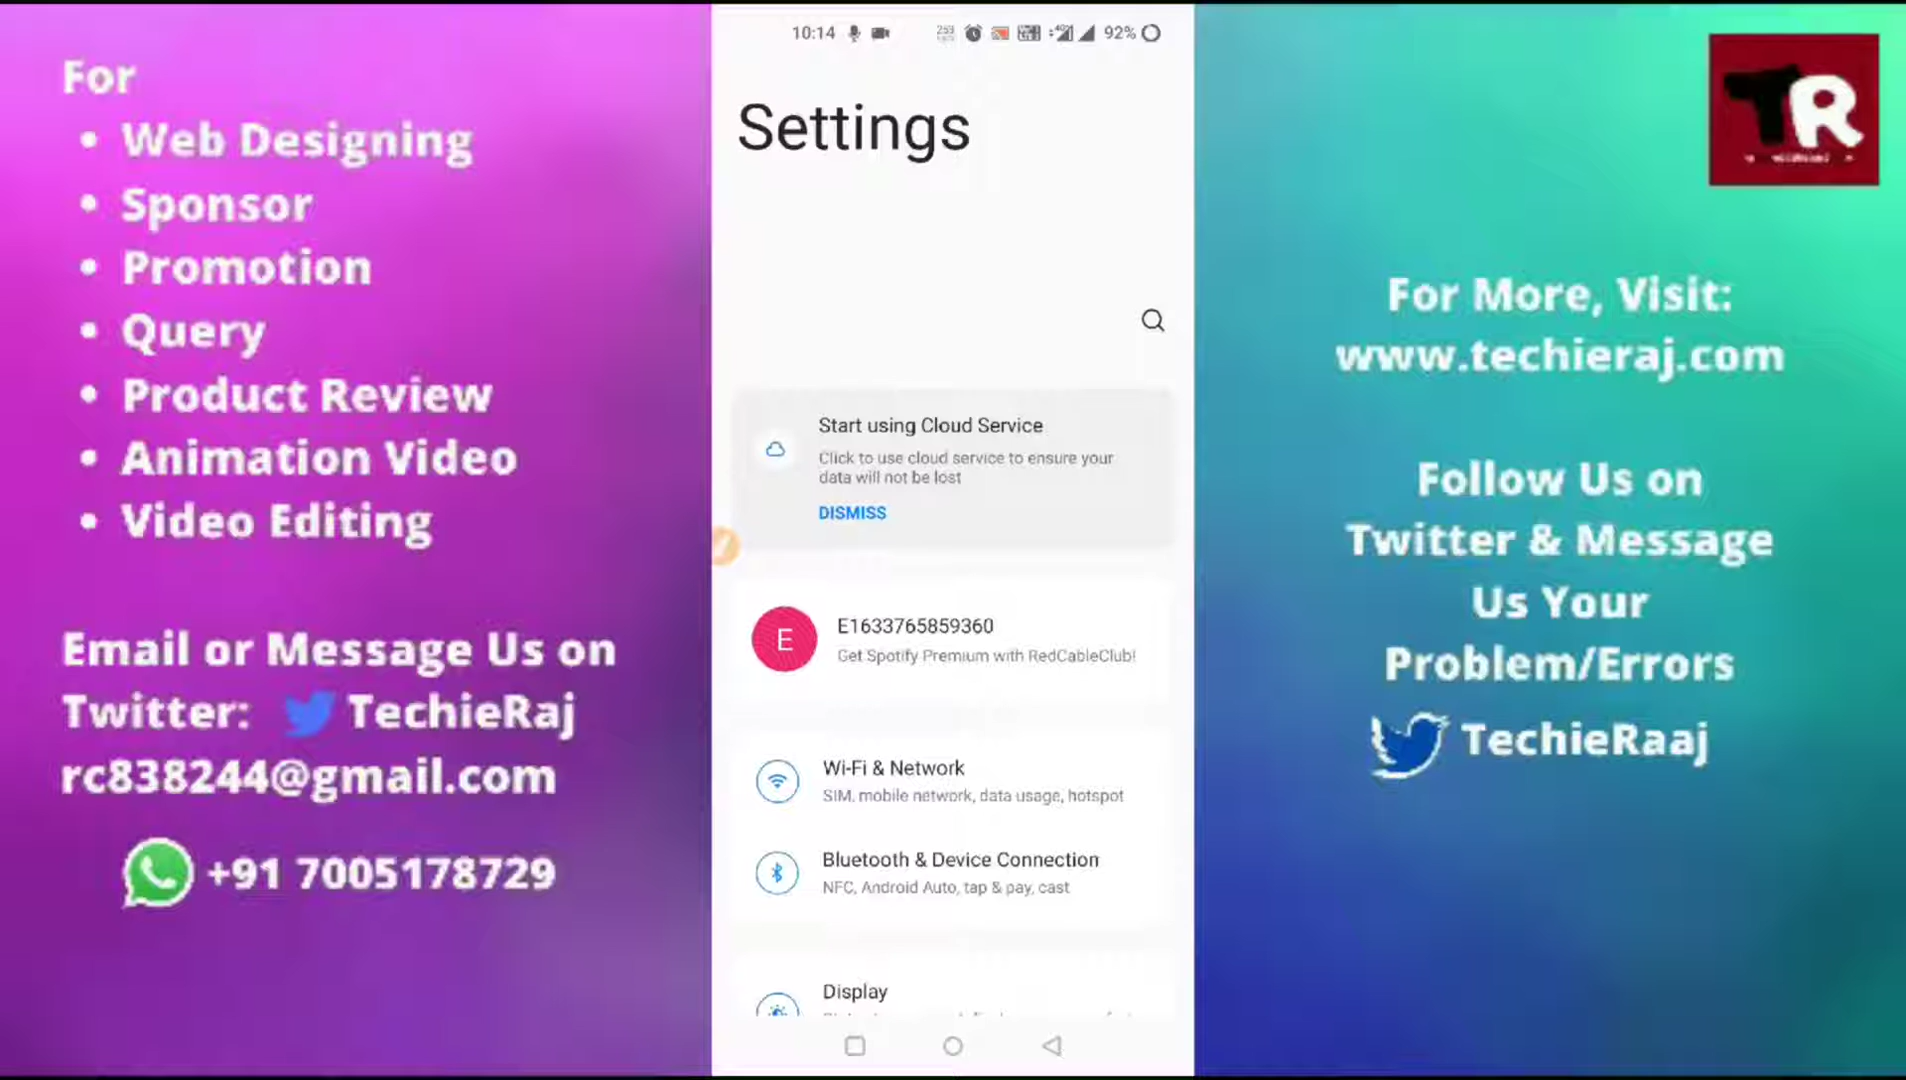 For
• Web Designing
• Sponsor
• Promotion
• Query
• Product Review
• Animation Video
• Video Editing
Email or Message Us on
Twitter: TechieRaj
rc838244@gmail.com
+91 7005178729
10:14
92%
Settings
Start using Cloud Service
Click to use cloud service to ensure your
data will not be lost
DISMISS
E
E1633765859360
Get Spotify Premium with RedCableClub!
Wi-Fi & Network
SIM, mobile network, data usage, hotspot
Bluetooth & Device Connection
NFC, Android Auto, tap & pay, cast
Display
TR
For More, Visit:
www.techieraj.com
Follow Us on
Twitter & Message
Us Your
Problem/Errors
TechieRaaj